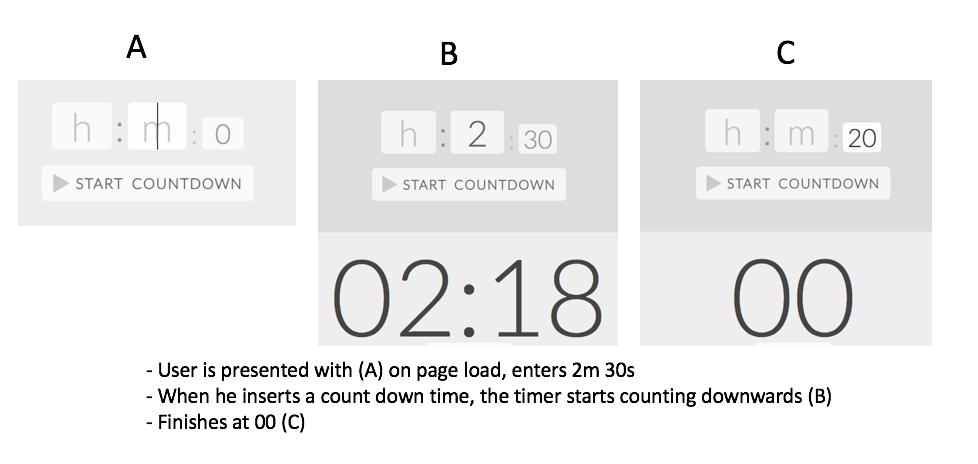 A
B
C
h : m : 0
START COUNTDOWN
h : 2 : 30
START COUNTDOWN
02:18
h : m : 20
START COUNTDOWN
00
- User is presented with (A) on page load, enters 2m 30s
- When he inserts a count down time, the timer starts counting downwards (B)
- Finishes at 00 (C)